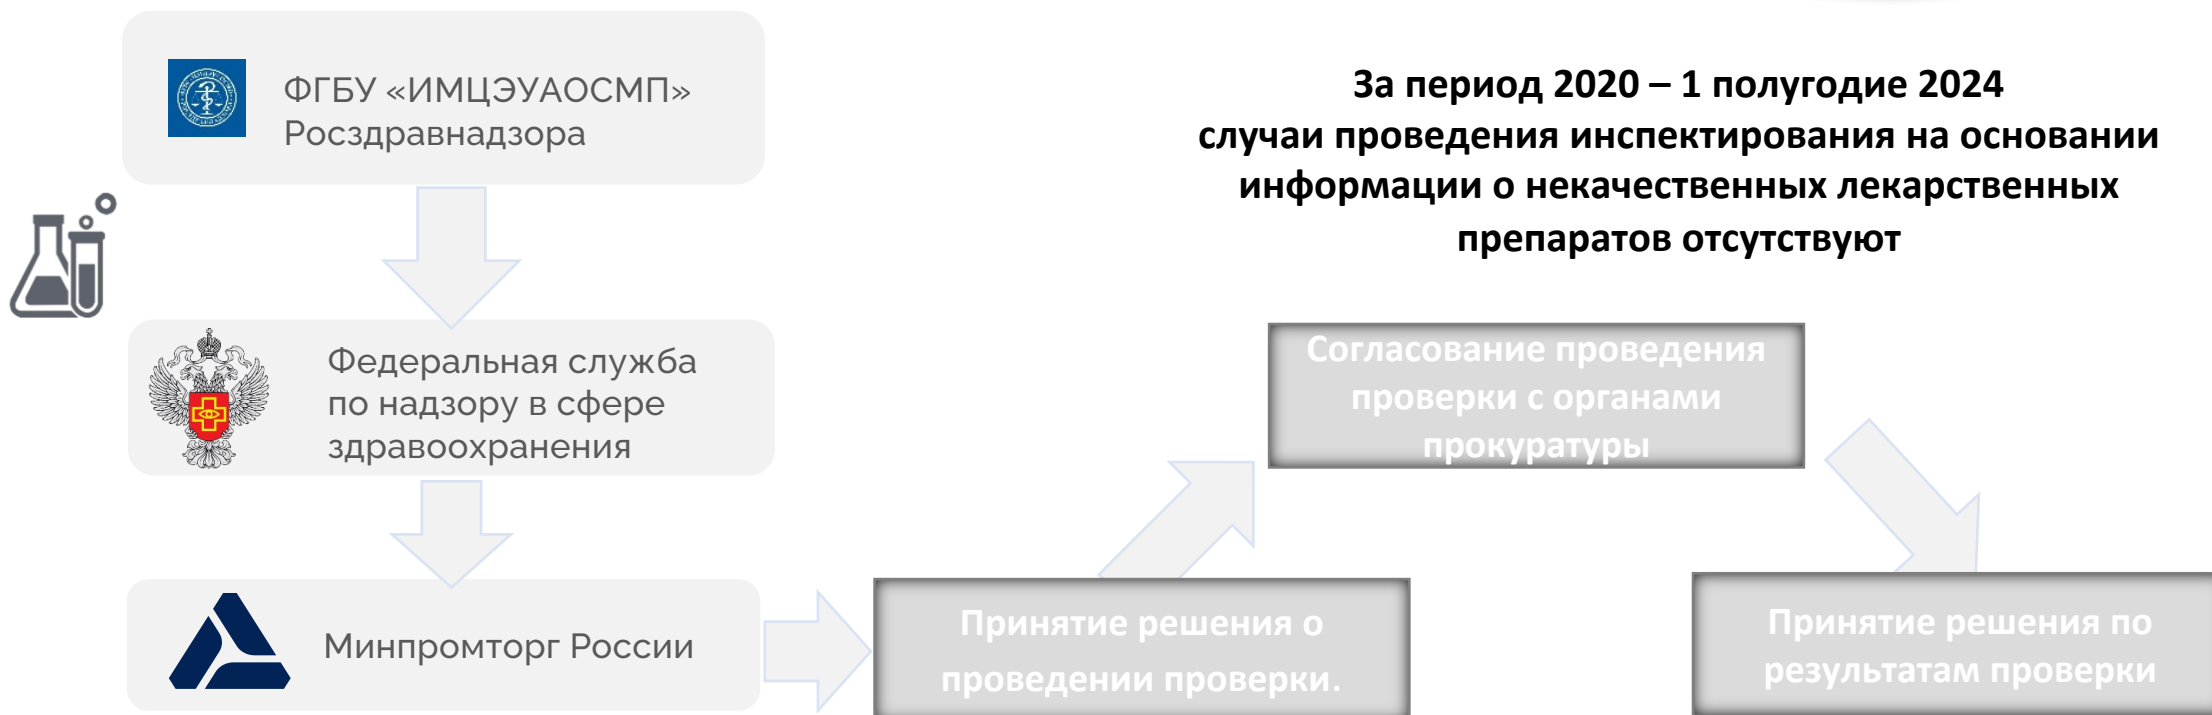 ФГБУ «ИМЦЭУАОСМП»
Росздравнадзора
За период 2020 – 1 полугодие 2024
случаи проведения инспектирования на основании
информации о некачественных лекарственных
препаратов отсутствуют
Федеральная служба
по надзору в сфере
здравоохранения
Согласование проведения
проверки с органами
прокуратуры
Минпромторг России
Принятие решения о
проведении проверки.
Принятие решения по
результатам проверки